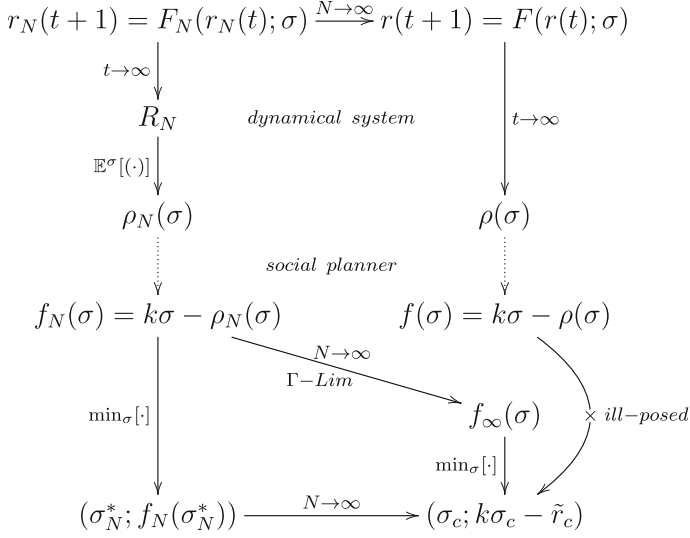 r_N(t + 1) = F_N(r_N(t); σ) N→∞ r(t + 1) = F(r(t); σ)
t→∞
R_N dynamical system t→∞
𝔼^σ[(·)]
ρ_N(σ) ρ(σ)
social planner
f_N(σ) = kσ − ρ_N(σ) f(σ) = kσ − ρ(σ)
N→∞
Γ−Lim
min_σ[·] f_∞(σ) × ill−posed
min_σ[·]
(σ*_N; f_N(σ*_N)) N→∞ (σ_c; kσ_c − r̃_c)